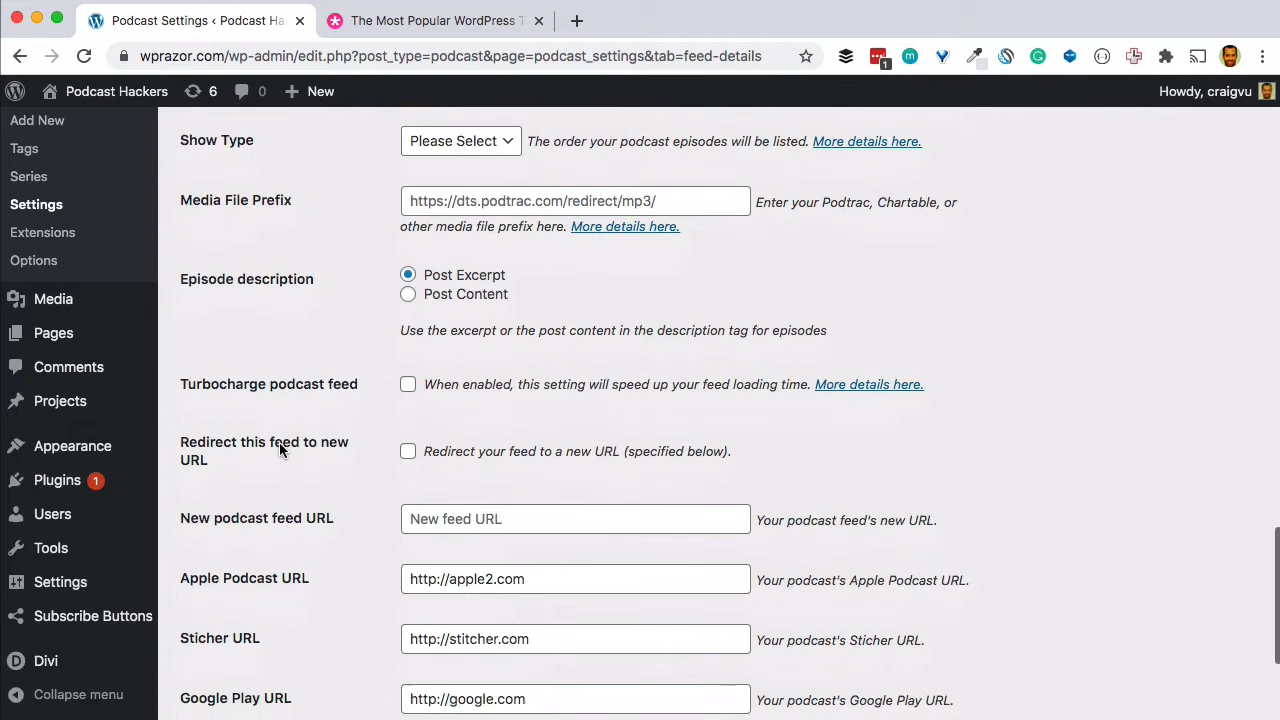 Podcast Settings ‹ Podcast Ha
The Most Popular WordPress T
wprazor.com/wp-admin/edit.php?post_type=podcast&page=podcast_settings&tab=feed-details
1
Podcast Hackers
6
0
New
Howdy, craigvu
Add New
Tags
Series
Settings
Extensions
Options
Media
Pages
Comments
Projects
Appearance
Plugins 1
Users
Tools
Settings
Subscribe Buttons
Divi
Collapse menu
Show Type
Please Select
The order your podcast episodes will be listed. More details here.
Media File Prefix
https://dts.podtrac.com/redirect/mp3/
Enter your Podtrac, Chartable, or
other media file prefix here. More details here.
Episode description
Post Excerpt
Post Content
Use the excerpt or the post content in the description tag for episodes
Turbocharge podcast feed
When enabled, this setting will speed up your feed loading time. More details here.
Redirect this feed to new
URL
Redirect your feed to a new URL (specified below).
New podcast feed URL
New feed URL
Your podcast feed's new URL.
Apple Podcast URL
http://apple2.com
Your podcast's Apple Podcast URL.
Sticher URL
http://stitcher.com
Your podcast's Sticher URL.
Google Play URL
http://google.com
Your podcast's Google Play URL.